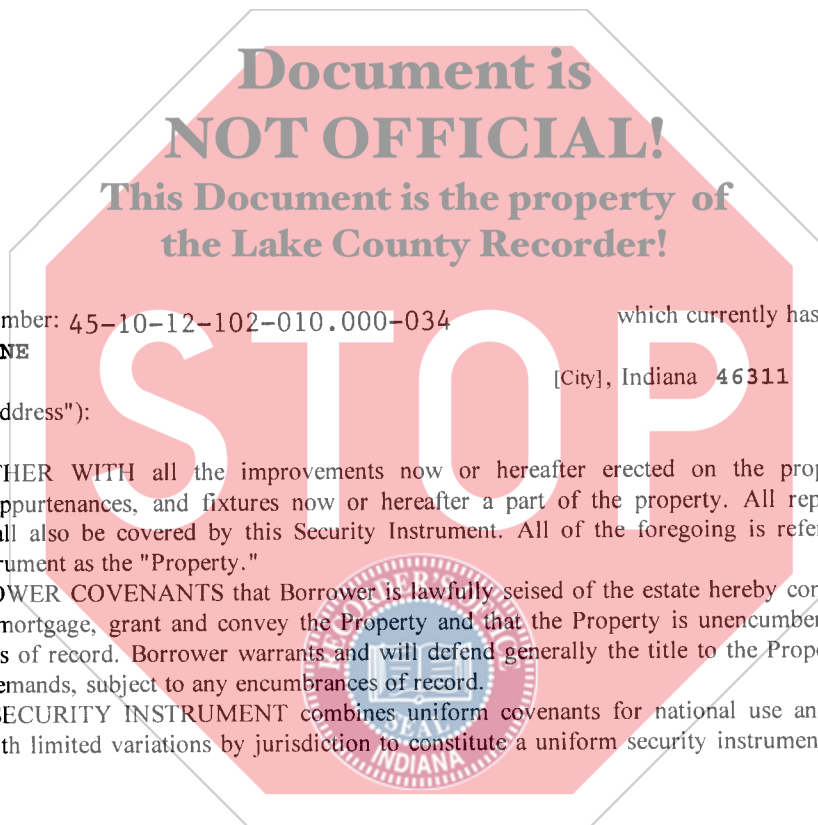 Document is
NOT OFFICIAL!
This Document is the property of
the Lake County Recorder!
mber: 45-10-12-102-010.000-034 which currently has
NE
[City], Indiana 46311
ddress"):
STOP
HER WITH all the improvements now or hereafter erected on the prop
ppurtenances, and fixtures now or hereafter a part of the property. All rep
all also be covered by this Security Instrument. All of the foregoing is refer
rument as the "Property."
OWER COVENANTS that Borrower is lawfully seised of the estate hereby con
mortgage, grant and convey the Property and that the Property is unencumber
s of record. Borrower warrants and will defend generally the title to the Prope
emands, subject to any encumbrances of record.
SECURITY INSTRUMENT combines uniform covenants for national use an
th limited variations by jurisdiction to constitute a uniform security instrumen
RECORDER'S OFFICE
SEAL
INDIANA